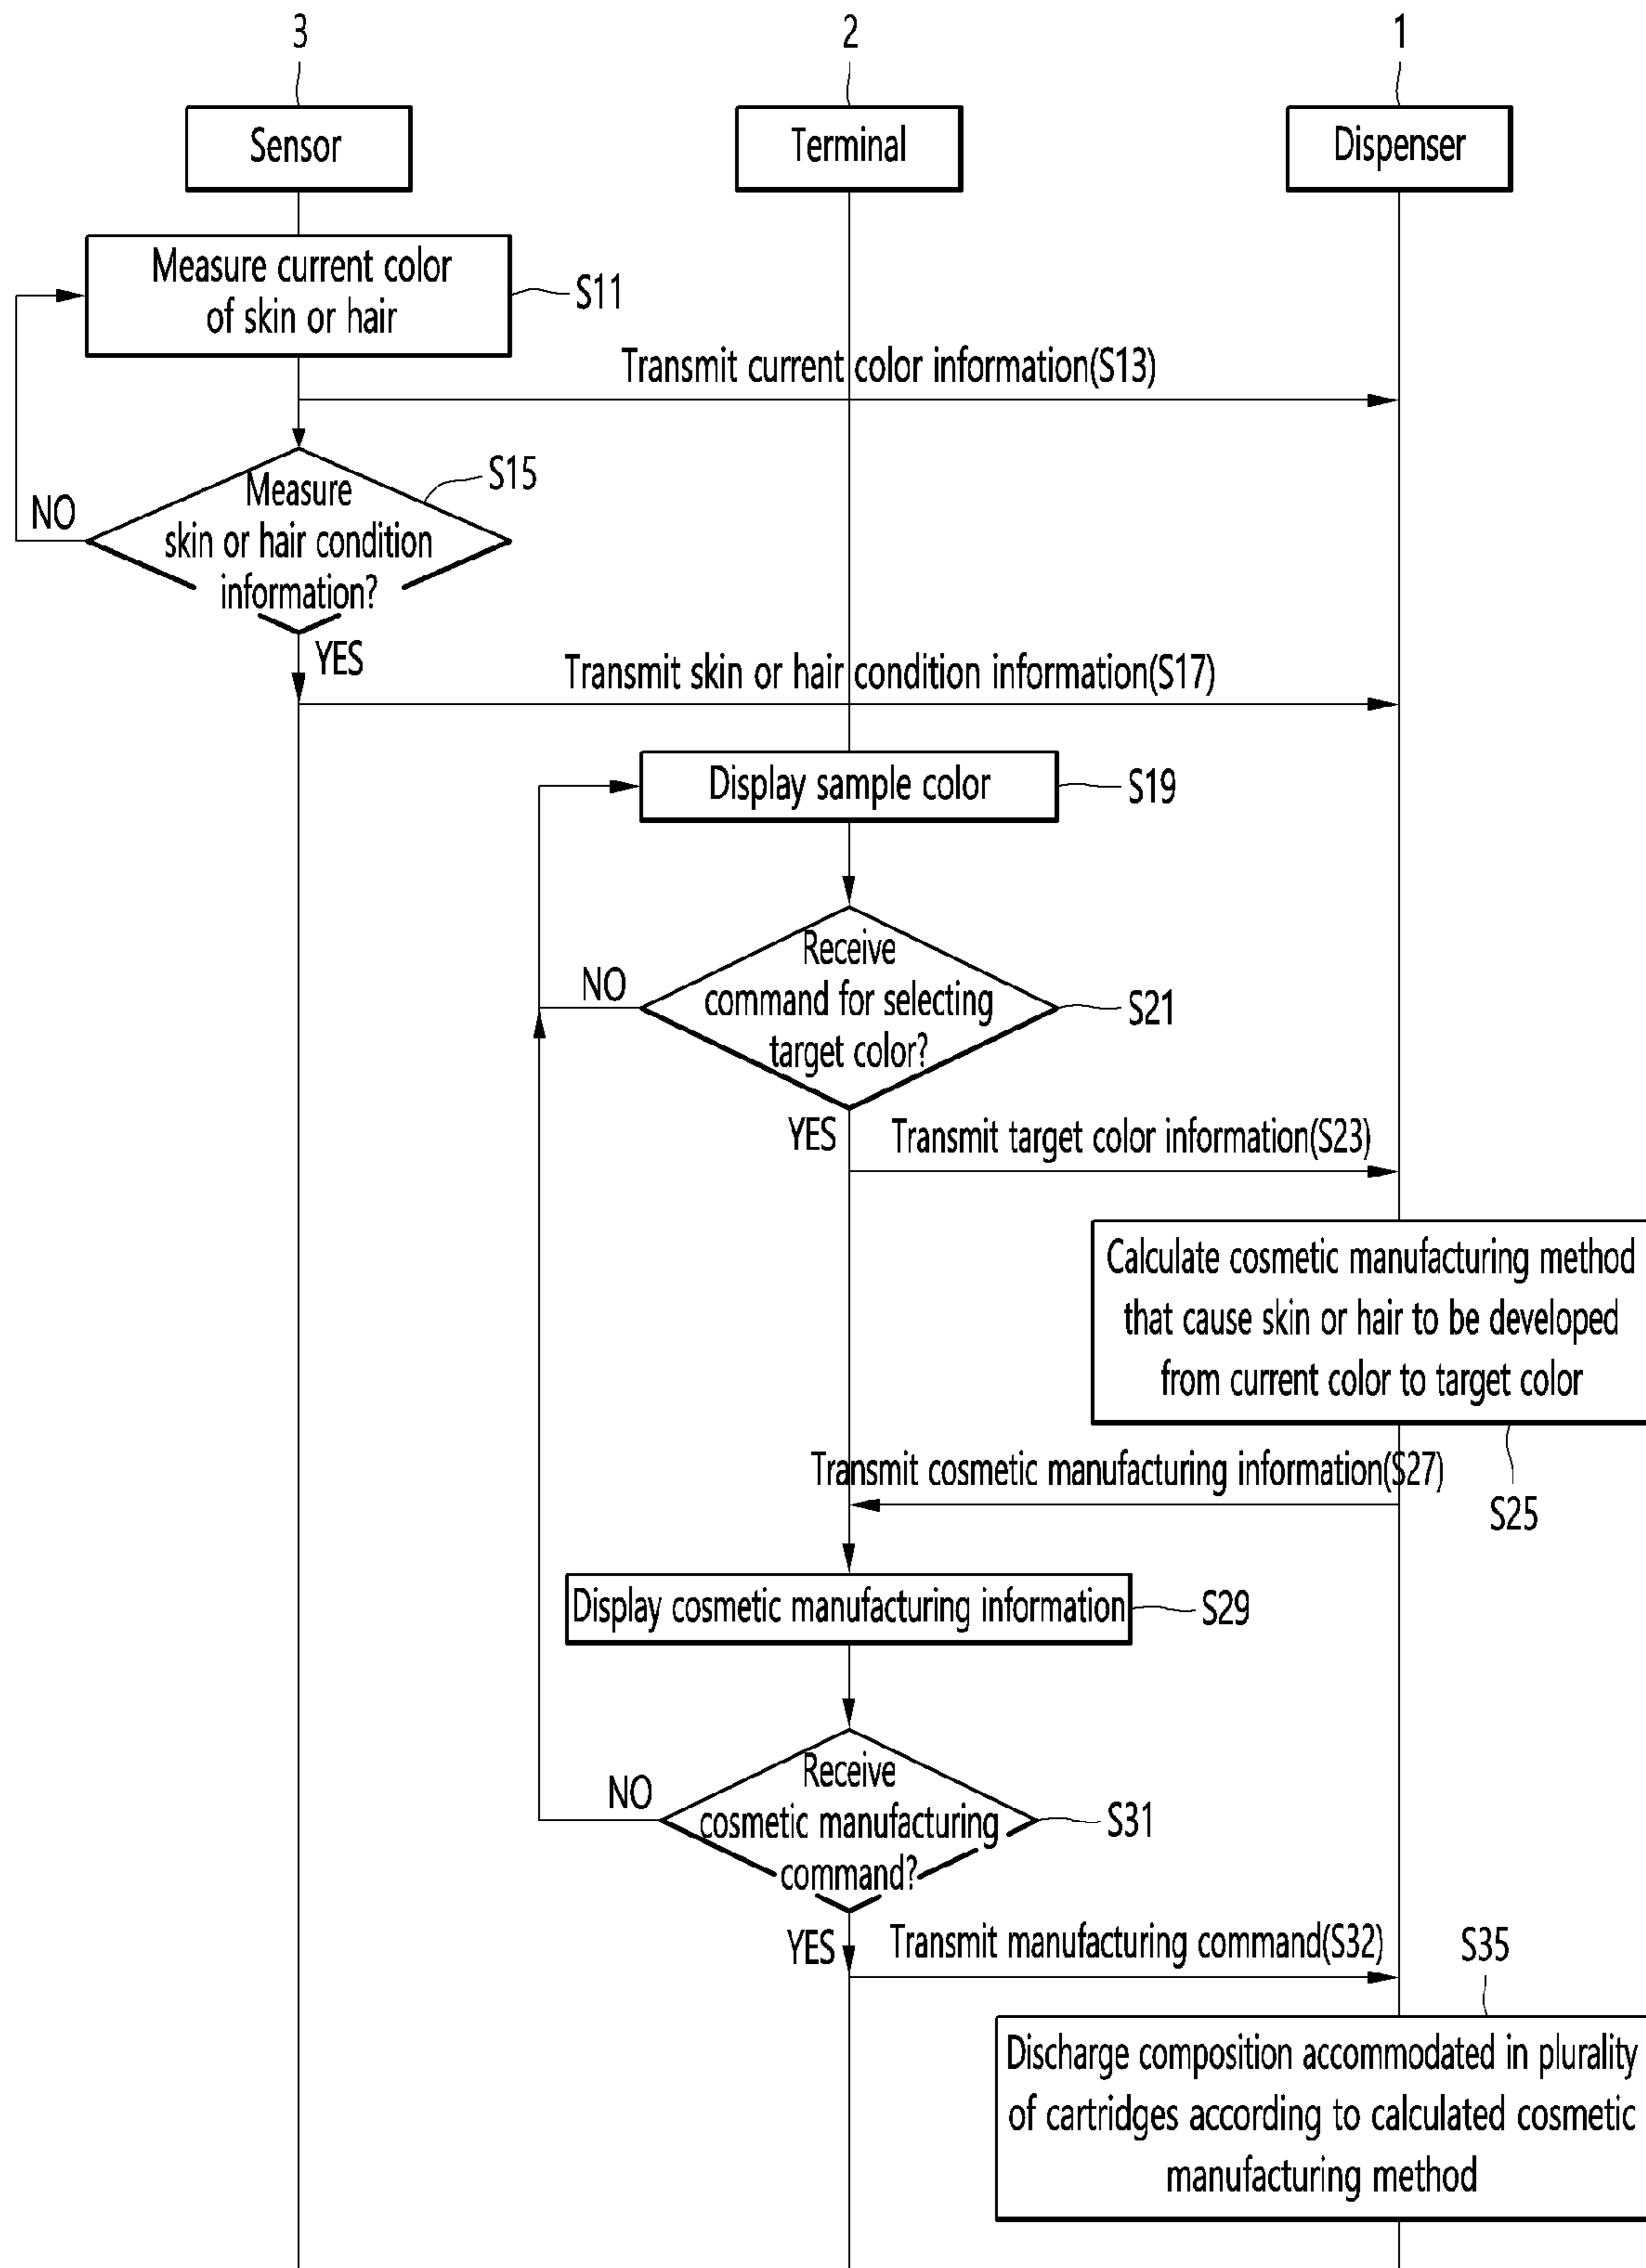 3
2
1
Sensor
Terminal
Dispenser
Measure current color
of skin or hair
S11
Transmit current color information(S13)
S15
Measure
skin or hair condition
information?
NO
YES
Transmit skin or hair condition information(S17)
Display sample color
S19
Receive
command for selecting
target color?
NO
S21
YES
Transmit target color information(S23)
Calculate cosmetic manufacturing method
that cause skin or hair to be developed
from current color to target color
S25
Transmit cosmetic manufacturing information(S27)
Display cosmetic manufacturing information
S29
Receive
cosmetic manufacturing
command?
NO
S31
YES
Transmit manufacturing command(S32)
S35
Discharge composition accommodated in plurality
of cartridges according to calculated cosmetic
manufacturing method